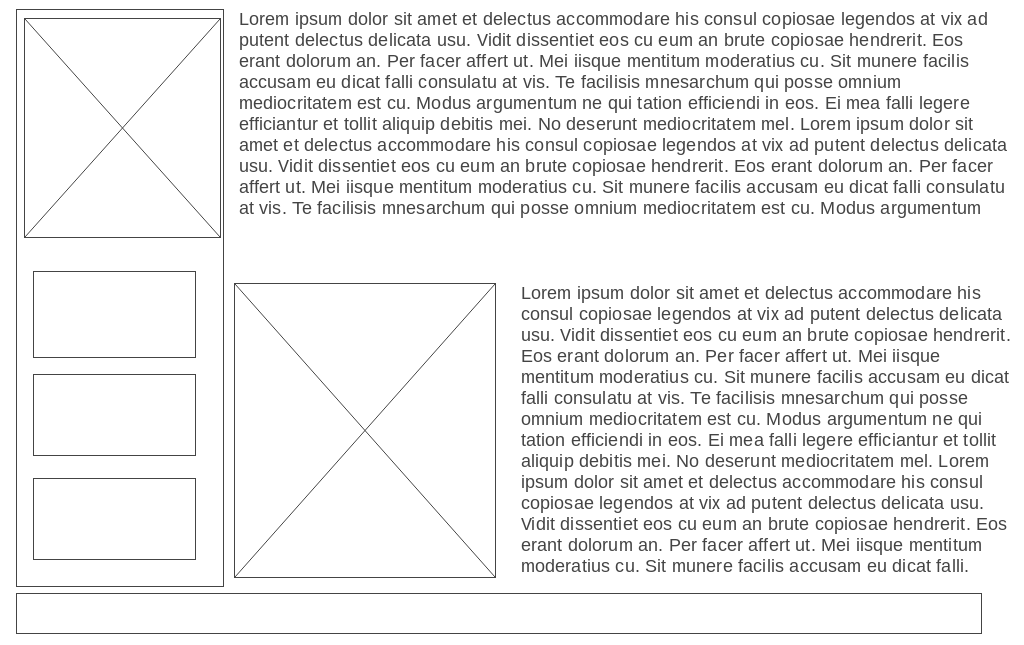 Lorem ipsum dolor sit amet et delectus accommodare his consul copiosae legendos at vix ad
putent delectus delicata usu. Vidit dissentiet eos cu eum an brute copiosae hendrerit. Eos
erant dolorum an. Per facer affert ut. Mei iisque mentitum moderatius cu. Sit munere facilis
accusam eu dicat falli consulatu at vis. Te facilisis mnesarchum qui posse omnium
mediocritatem est cu. Modus argumentum ne qui tation efficiendi in eos. Ei mea falli legere
efficiantur et tollit aliquip debitis mei. No deserunt mediocritatem mel. Lorem ipsum dolor sit
amet et delectus accommodare his consul copiosae legendos at vix ad putent delectus delicata
usu. Vidit dissentiet eos cu eum an brute copiosae hendrerit. Eos erant dolorum an. Per facer
affert ut. Mei iisque mentitum moderatius cu. Sit munere facilis accusam eu dicat falli consulatu
at vis. Te facilisis mnesarchum qui posse omnium mediocritatem est cu. Modus argumentum
Lorem ipsum dolor sit amet et delectus accommodare his
consul copiosae legendos at vix ad putent delectus delicata
usu. Vidit dissentiet eos cu eum an brute copiosae hendrerit.
Eos erant dolorum an. Per facer affert ut. Mei iisque
mentitum moderatius cu. Sit munere facilis accusam eu dicat
falli consulatu at vis. Te facilisis mnesarchum qui posse
omnium mediocritatem est cu. Modus argumentum ne qui
tation efficiendi in eos. Ei mea falli legere efficiantur et tollit
aliquip debitis mei. No deserunt mediocritatem mel. Lorem
ipsum dolor sit amet et delectus accommodare his consul
copiosae legendos at vix ad putent delectus delicata usu.
Vidit dissentiet eos cu eum an brute copiosae hendrerit. Eos
erant dolorum an. Per facer affert ut. Mei iisque mentitum
moderatius cu. Sit munere facilis accusam eu dicat falli.